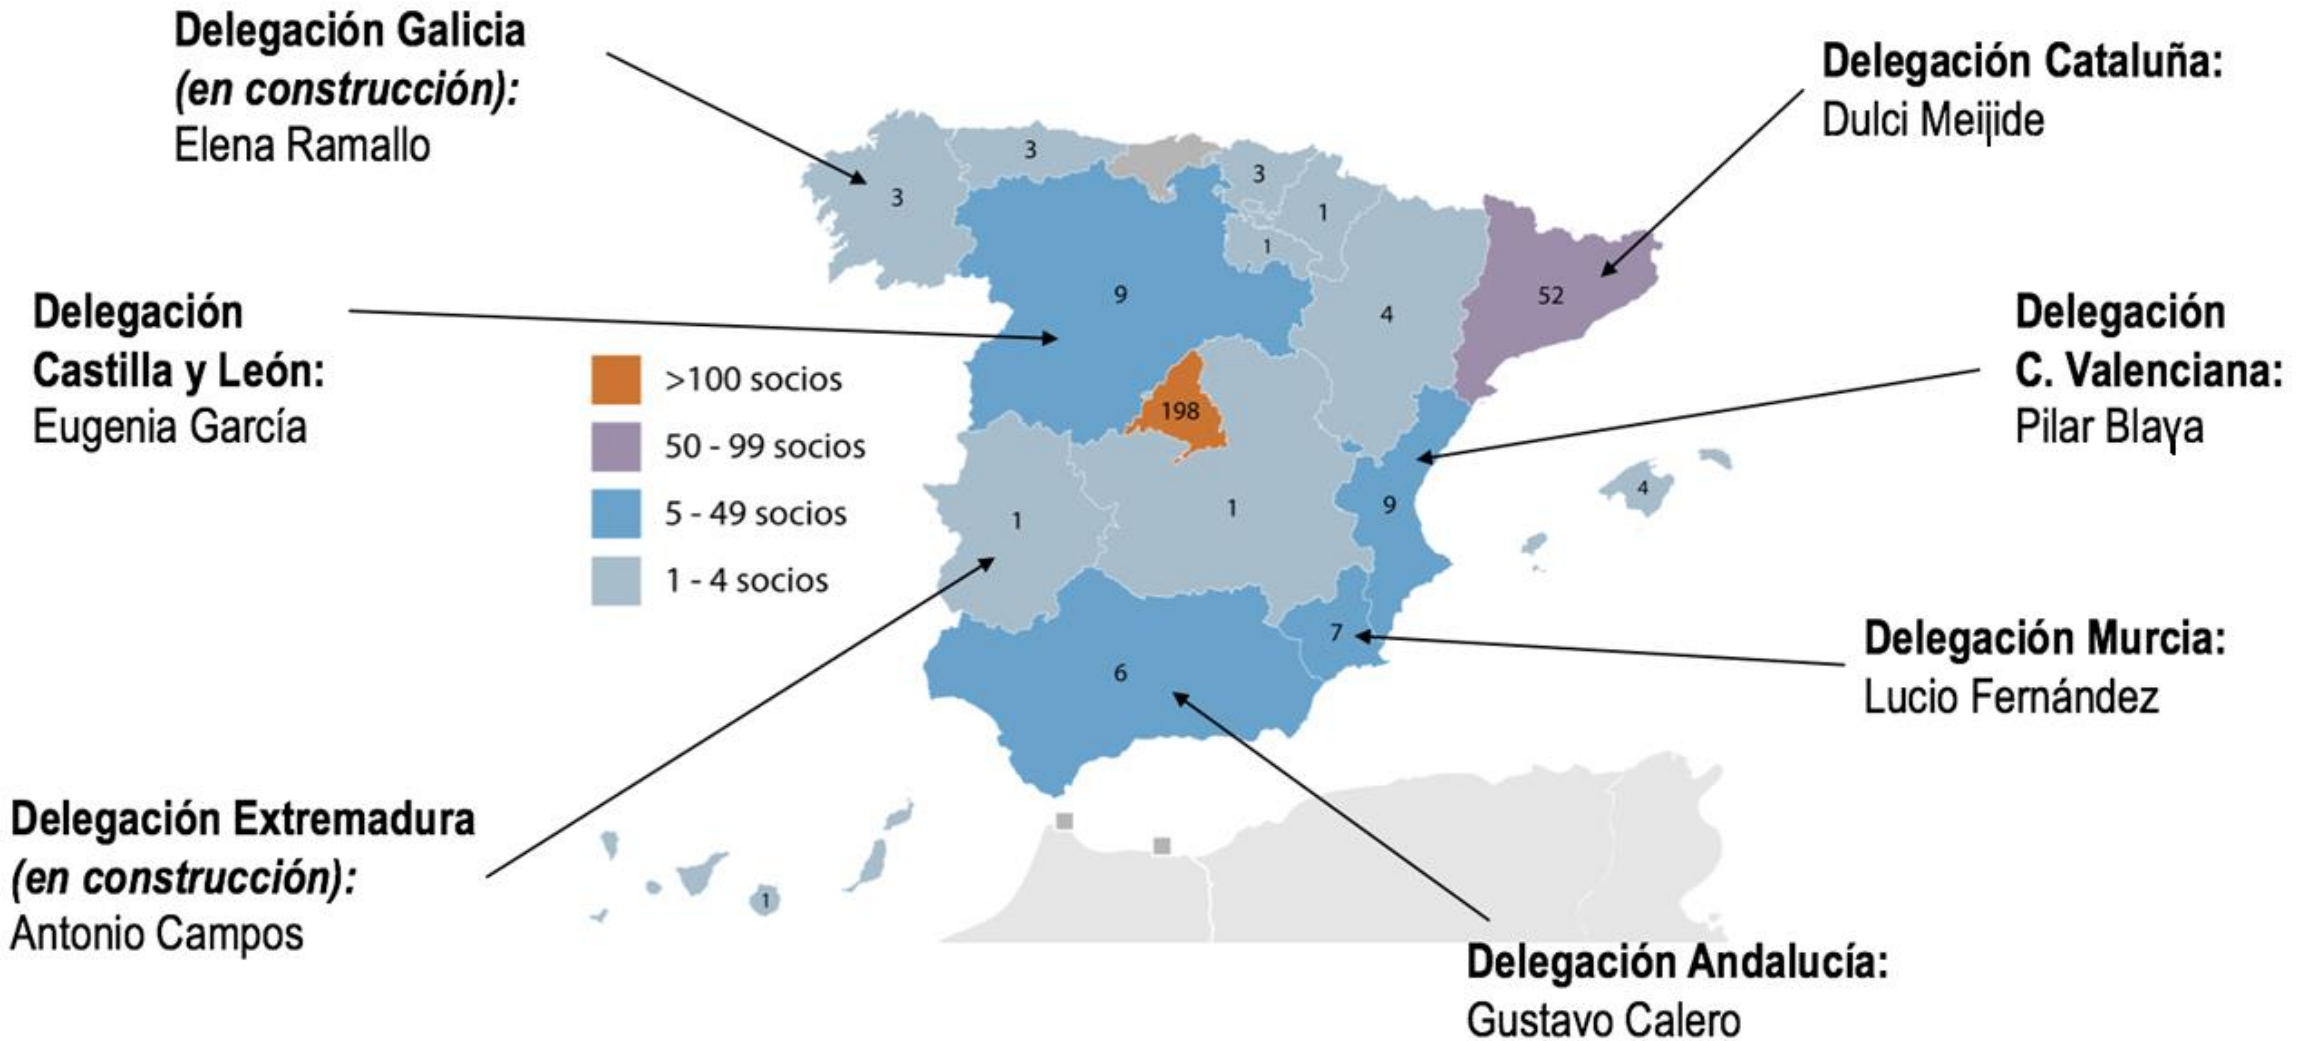 Delegación Galicia
(en construcción):
Elena Ramallo
Delegación Cataluña:
Dulci Meijide
3
3
3
1
1
Delegación
Castilla y León:
Eugenia García
9
4
52
Delegación
C. Valenciana:
Pilar Blaya
>100 socios
50 - 99 socios
5 - 49 socios
1 - 4 socios
198
1
1
9
4
7
6
Delegación Murcia:
Lucio Fernández
Delegación Extremadura
(en construcción):
Antonio Campos
1
Delegación Andalucía:
Gustavo Calero